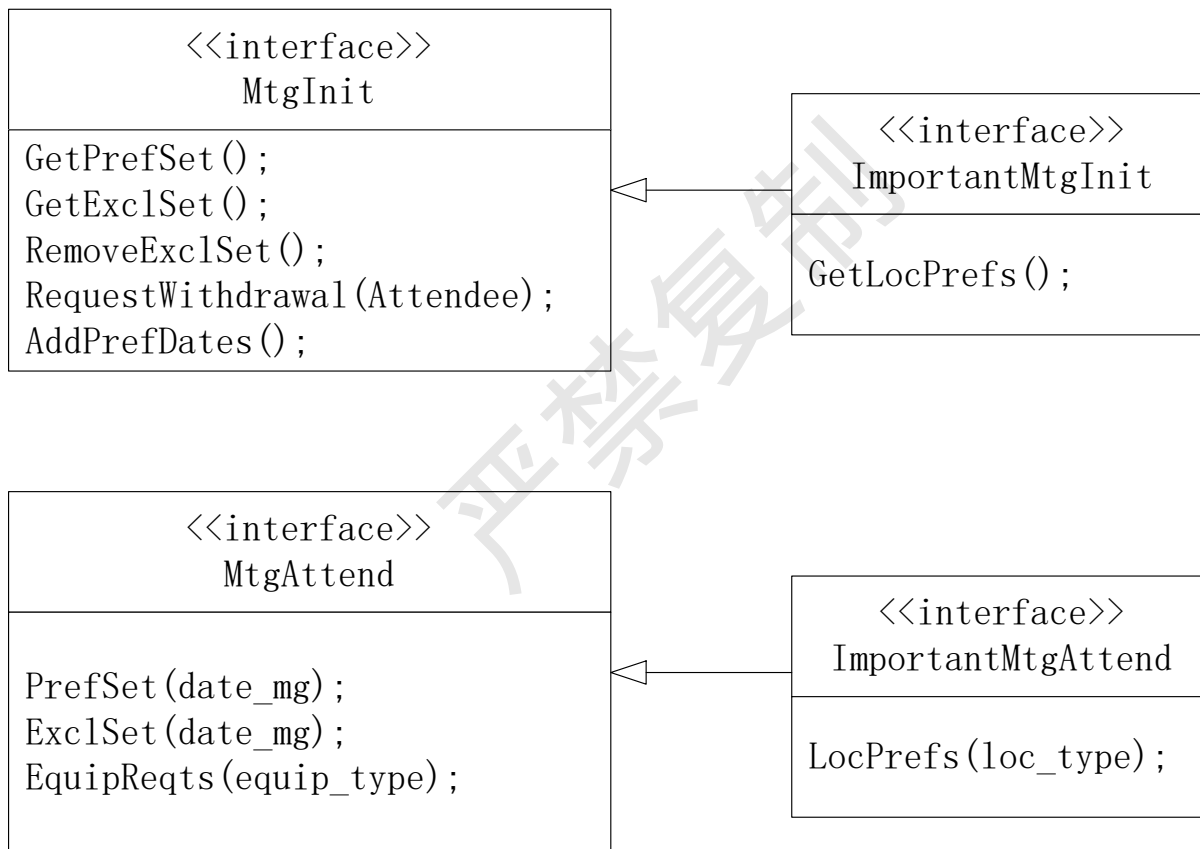 <<interface>>
MtgInit
GetPrefSet();
GetExclSet();
RemoveExclSet();
RequestWithdrawal(Attendee);
AddPrefDates();
<<interface>>
ImportantMtgInit
GetLocPrefs();
严禁复制
<<interface>>
MtgAttend
PrefSet(date_mg);
ExclSet(date_mg);
EquipReqts(equip_type);
<<interface>>
ImportantMtgAttend
LocPrefs(loc_type);